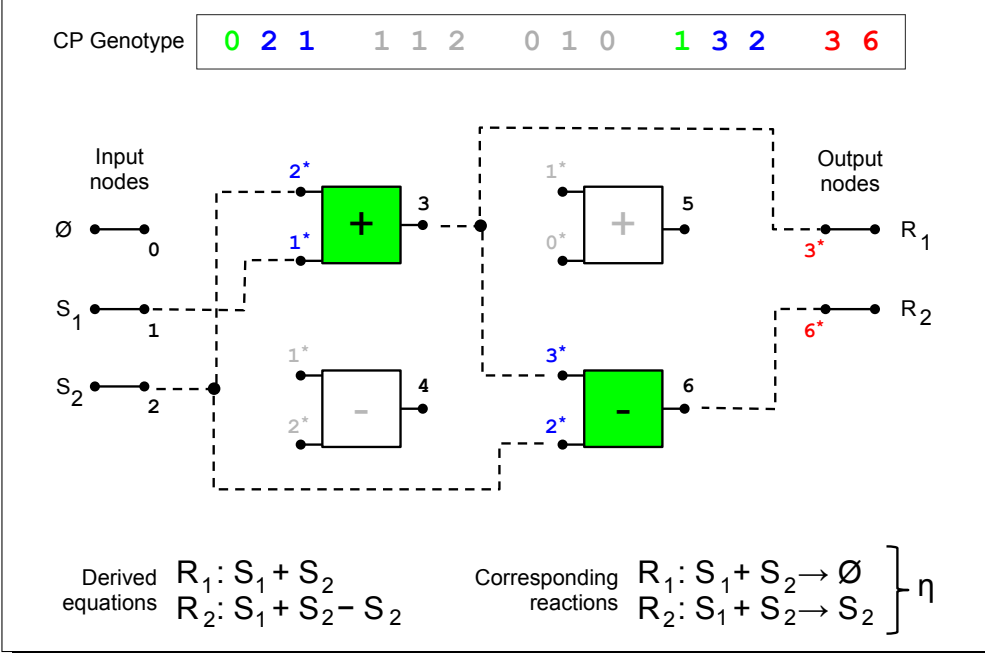 CP Genotype 0 2 1 1 1 2 0 1 0 1 3 2 3 6
Input
nodes
Output
nodes
Ø
0
S1
1
S2
2
2*
1*
+
3
1*
0*
+
5
1*
2*
-
4
3*
2*
-
6
3*
R1
6*
R2
Derived
equations
R1: S1 + S2
R2: S1 + S2 − S2
Corresponding
reactions
R1: S1 + S2 → Ø
R2: S1 + S2 → S2
η